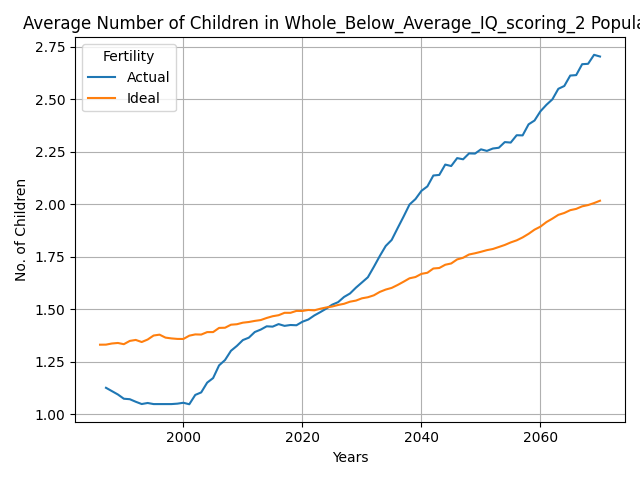 Average Number of Children in Whole_Below_Average_IQ_scoring_2 Popula
Fertility
Actual
Ideal
2.75
2.50
2.25
2.00
1.75
1.50
1.25
1.00
No. of Children
2000 2020 2040 2060
Years